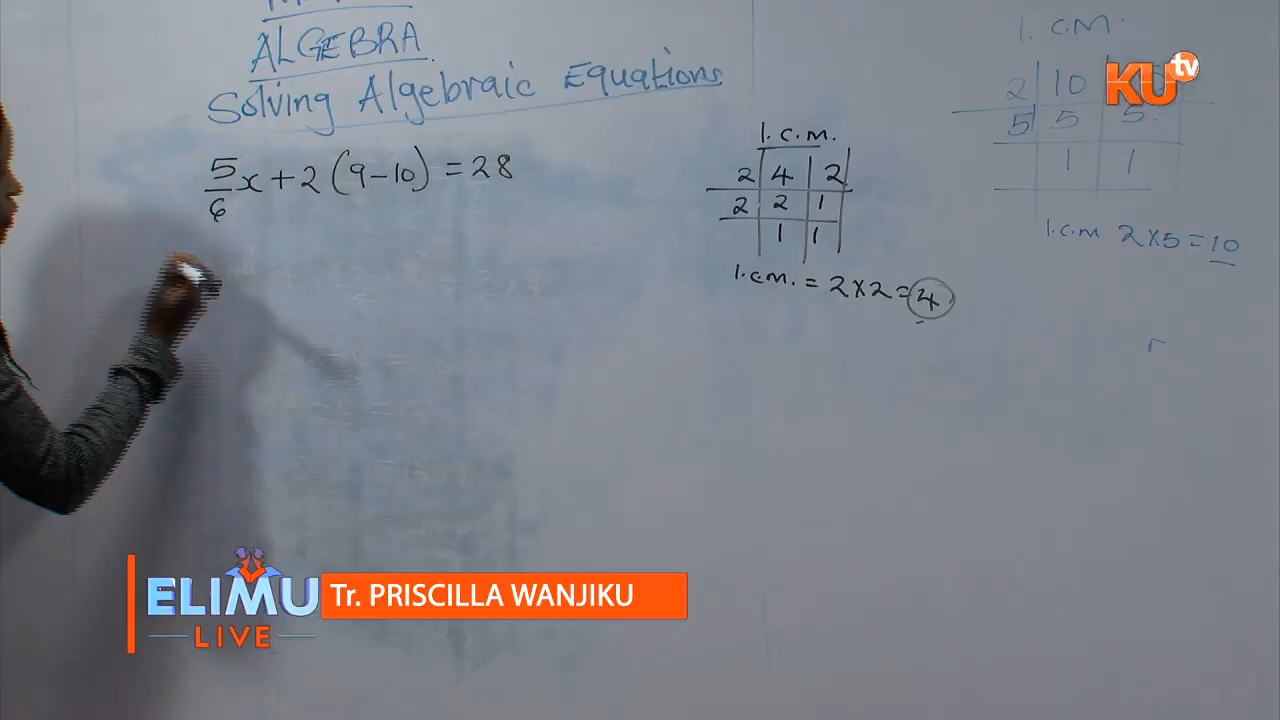 ALGEBRA
Solving Algebraic Equations
5/6 x + 2 (9 - 10) = 28
l.c.m.
2 | 4 | 2
2 | 2 | 1
1 | 1
l.c.m. = 2 x 2 = 4
l.c.m.
2 | 10
5 | 5 | 5
1 | 1
l.c.m 2 x 5 = 10
KU tv
ELIMU
LIVE
Tr. PRISCILLA WANJIKU